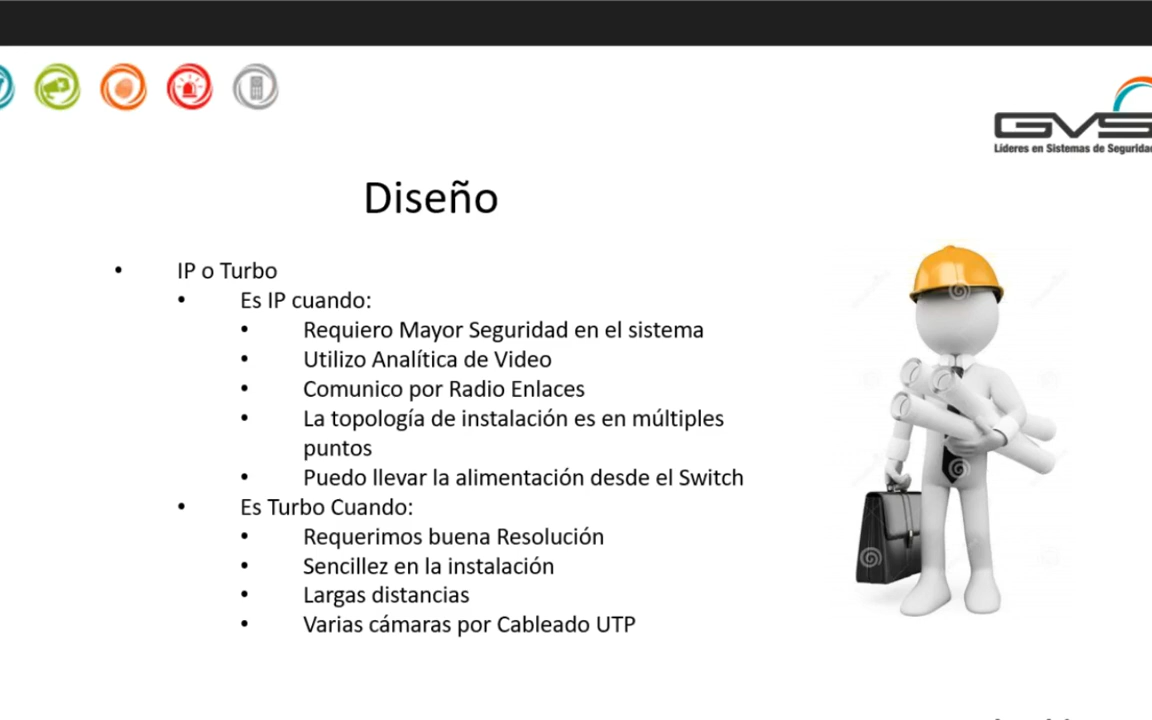 GVS
Líderes en Sistemas de Seguridad
Diseño
• IP o Turbo
• Es IP cuando:
• Requiero Mayor Seguridad en el sistema
• Utilizo Analítica de Video
• Comunico por Radio Enlaces
• La topología de instalación es en múltiples
puntos
• Puedo llevar la alimentación desde el Switch
• Es Turbo Cuando:
• Requerimos buena Resolución
• Sencillez en la instalación
• Largas distancias
• Varias cámaras por Cableado UTP